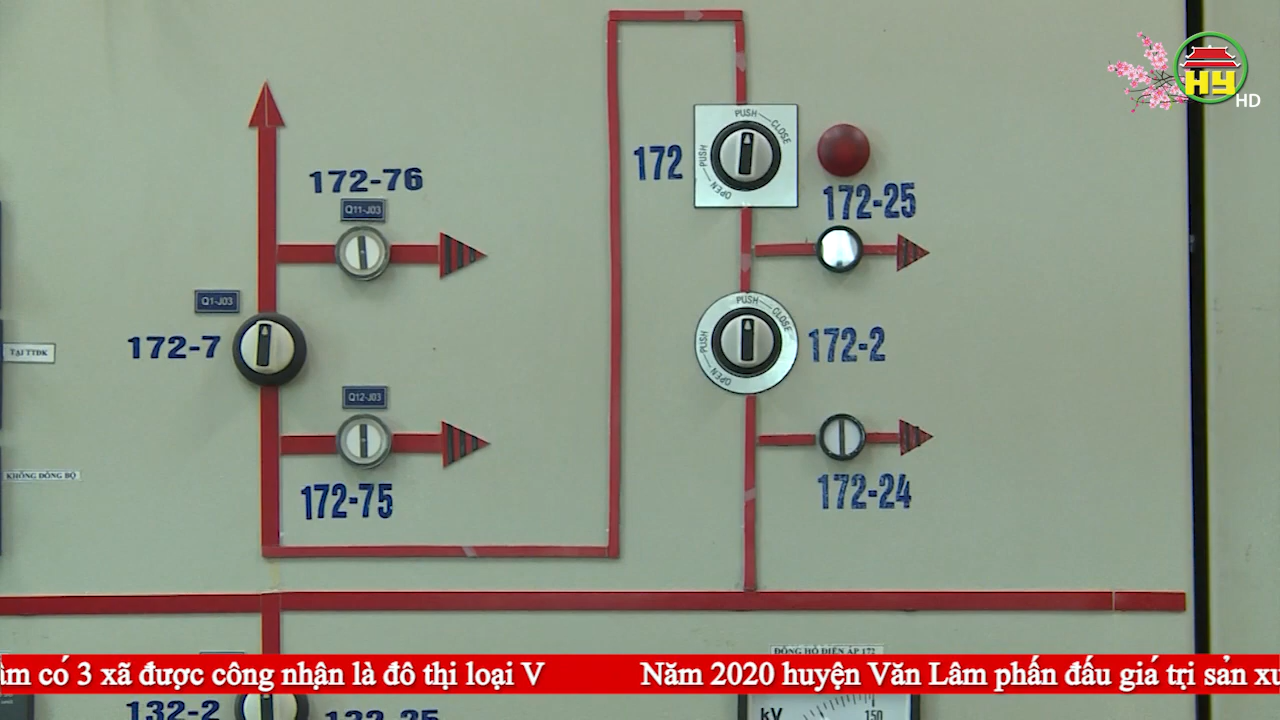 HY
HD
PUSH
CLOSE
PUSH
OPEN
172
172-76
Q11-J03
172-25
Q1-J03
172-7
TẠI TTĐK
PUSH
CLOSE
PUSH
OPEN
172-2
Q12-J03
KHÔNG ĐỒNG BỘ
172-75
172-24
ĐỒNG HỒ ĐIỆN ÁP 172
có 3 xã được công nhận là đô thị loại V
Năm 2020 huyện Văn Lâm phấn đấu giá trị sản
132-2
132-25
kV
150